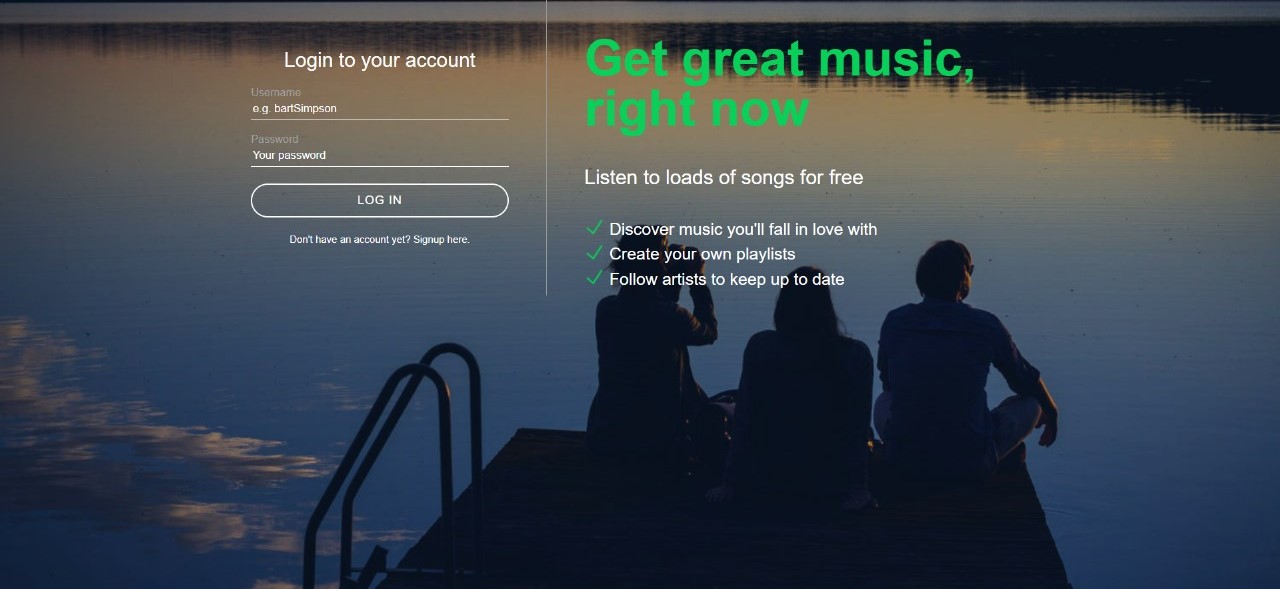 Login to your account
Username
e.g. bartSimpson
Password
Your password
LOG IN
Don't have an account yet? Signup here.
Get great music,
right now
Listen to loads of songs for free
Discover music you'll fall in love with
Create your own playlists
Follow artists to keep up to date